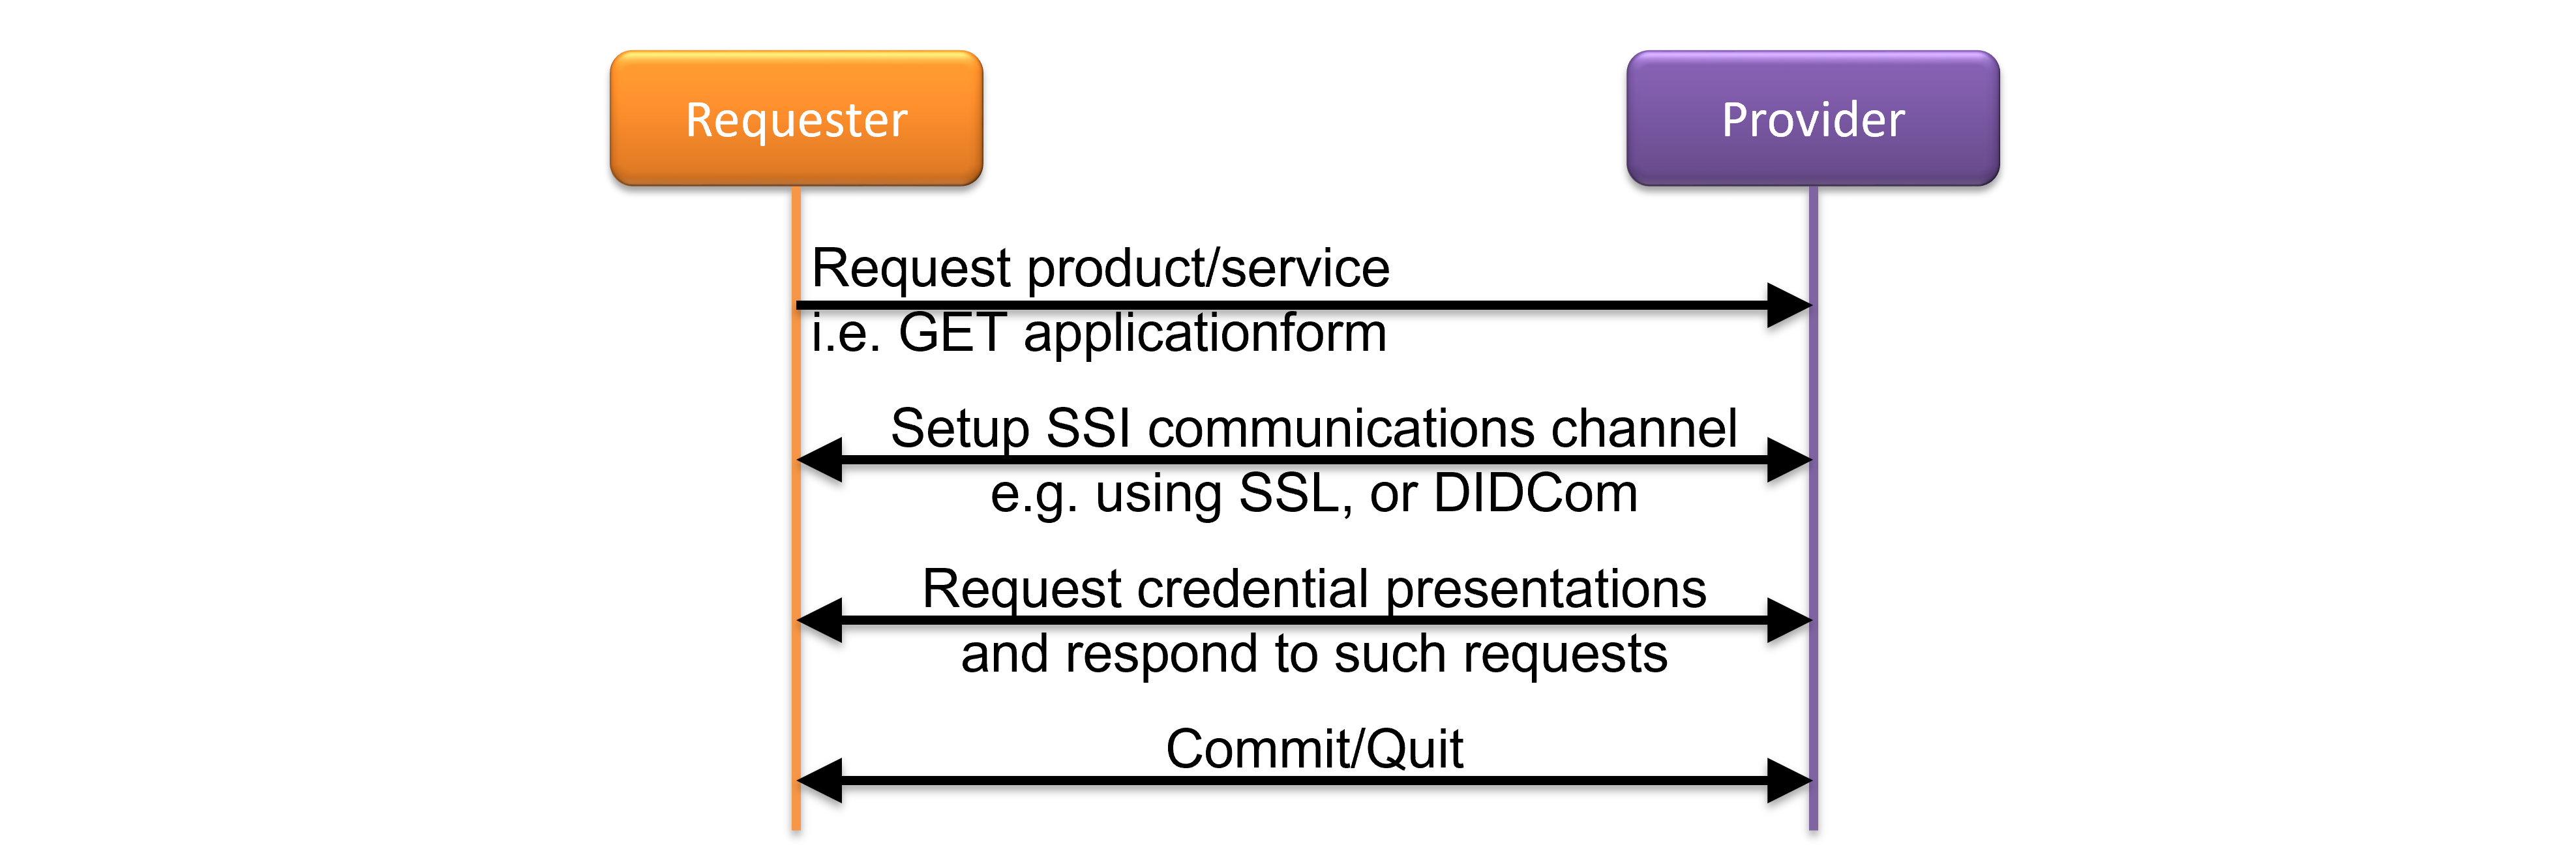 Requester
Provider
Request product/service
i.e. GET applicationform
Setup SSI communications channel
e.g. using SSL, or DIDCom
Request credential presentations
and respond to such requests
Commit/Quit